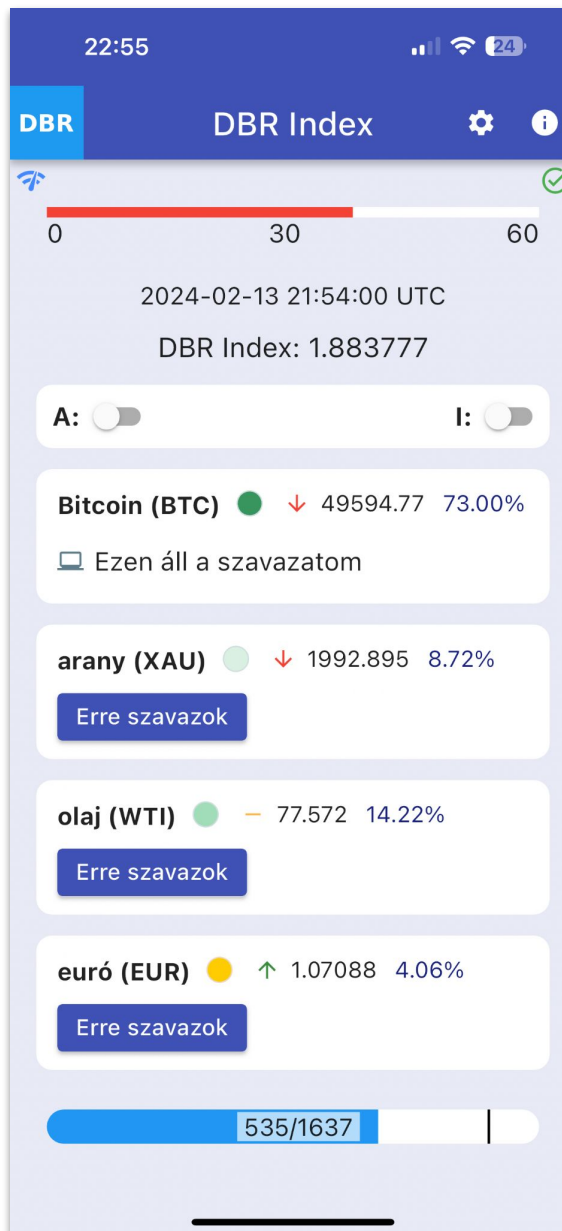 22:55
24
DBR
DBR Index
0
30
60
2024-02-13 21:54:00 UTC
DBR Index: 1.883777
A:
I:
Bitcoin (BTC) 49594.77 73.00%
Ezen áll a szavazatom
arany (XAU) 1992.895 8.72%
Erre szavazok
olaj (WTI) 77.572 14.22%
Erre szavazok
euró (EUR) 1.07088 4.06%
Erre szavazok
535/1637